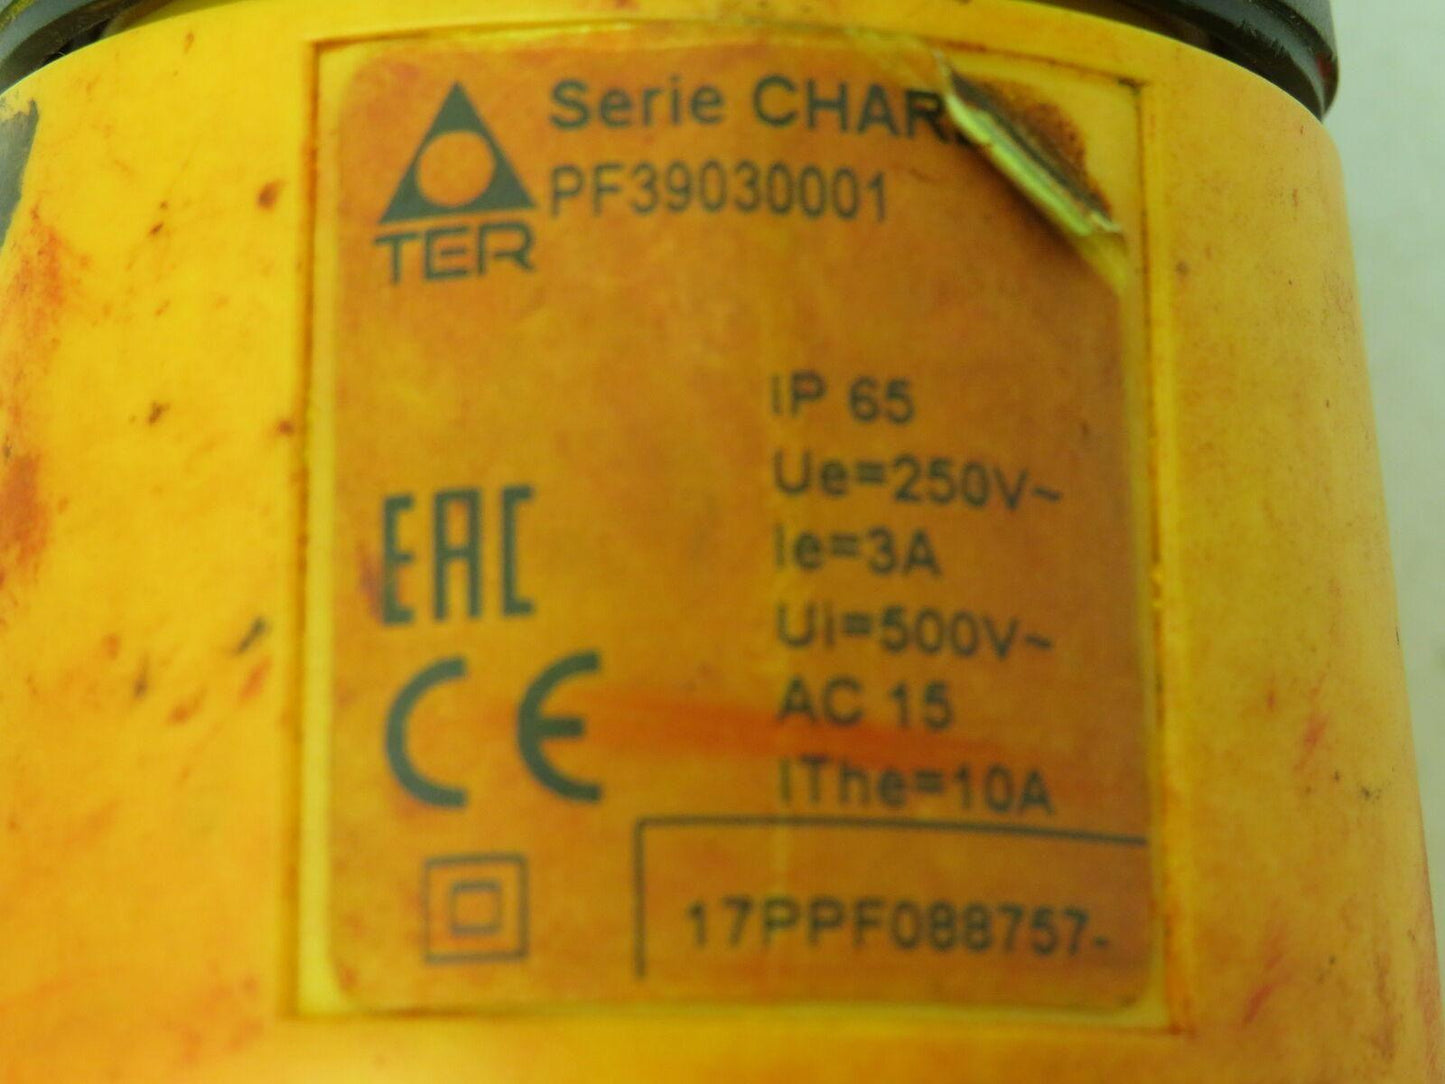 Serie
PF39030001
TER
IP 65
Ue=250V~
Ie=3A
Ui=500V~
AC 15
IThe=10A
EAC
CE
17PPF088757-